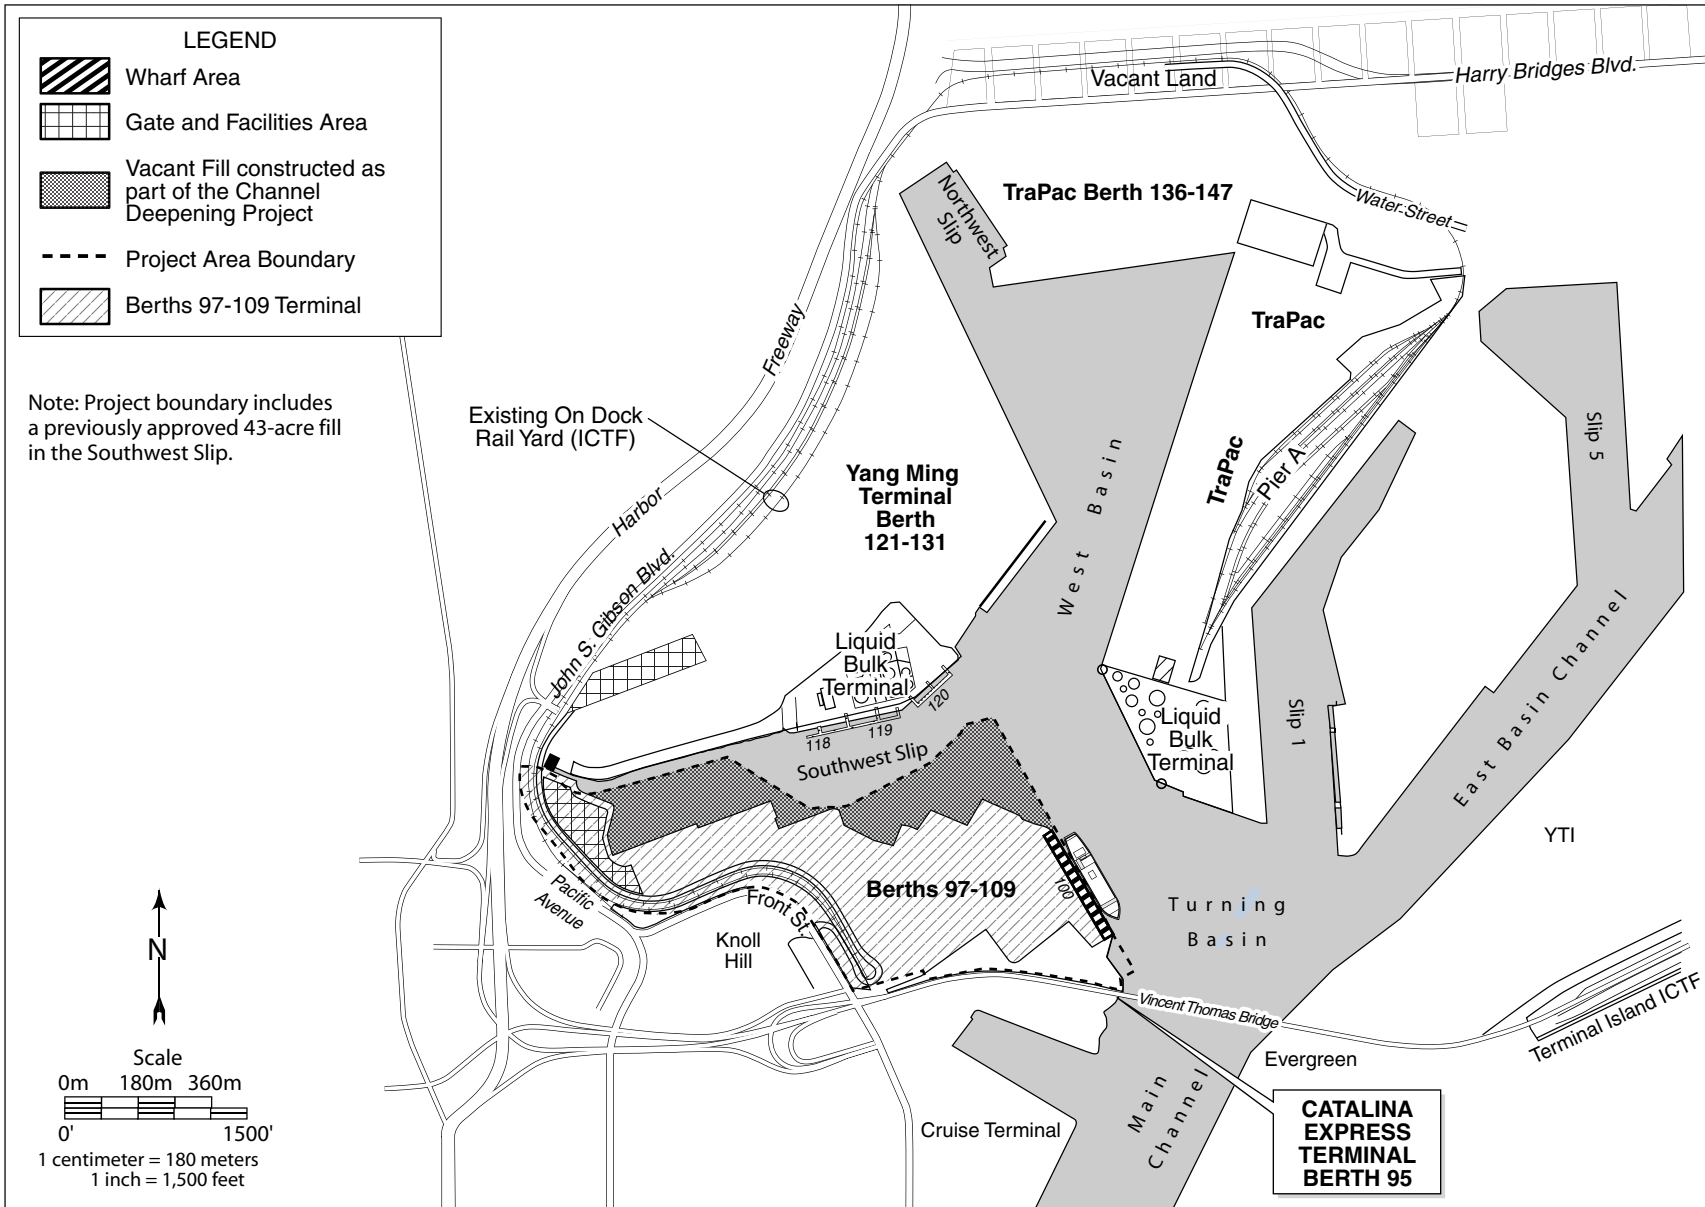 LEGEND
Wharf Area
Gate and Facilities Area
Vacant Fill constructed as
part of the Channel
Deepening Project
Project Area Boundary
Berths 97-109 Terminal
Note: Project boundary includes
a previously approved 43-acre fill
in the Southwest Slip.
Vacant Land
Harry Bridges Blvd.
Northwest
Slip
TraPac Berth 136-147
Water Street
TraPac
Freeway
Existing On Dock
Rail Yard (ICTF)
Harbor
Yang Ming
Terminal
Berth
121-131
West Basin
TraPac
Pier A
Slip 5
John S. Gibson Blvd.
Liquid
Bulk
Terminal
118
119
120
Southwest Slip
Liquid
Bulk
Terminal
Slip 1
East Basin Channel
YTI
Berths 97-109
100
Turning
Basin
Pacific
Avenue
Front St.
Knoll
Hill
Vincent Thomas Bridge
Terminal Island ICTF
Evergreen
Main
Channel
Cruise Terminal
CATALINA
EXPRESS
TERMINAL
BERTH 95
N
Scale
0m 180m 360m
0' 1500'
1 centimeter = 180 meters
1 inch = 1,500 feet